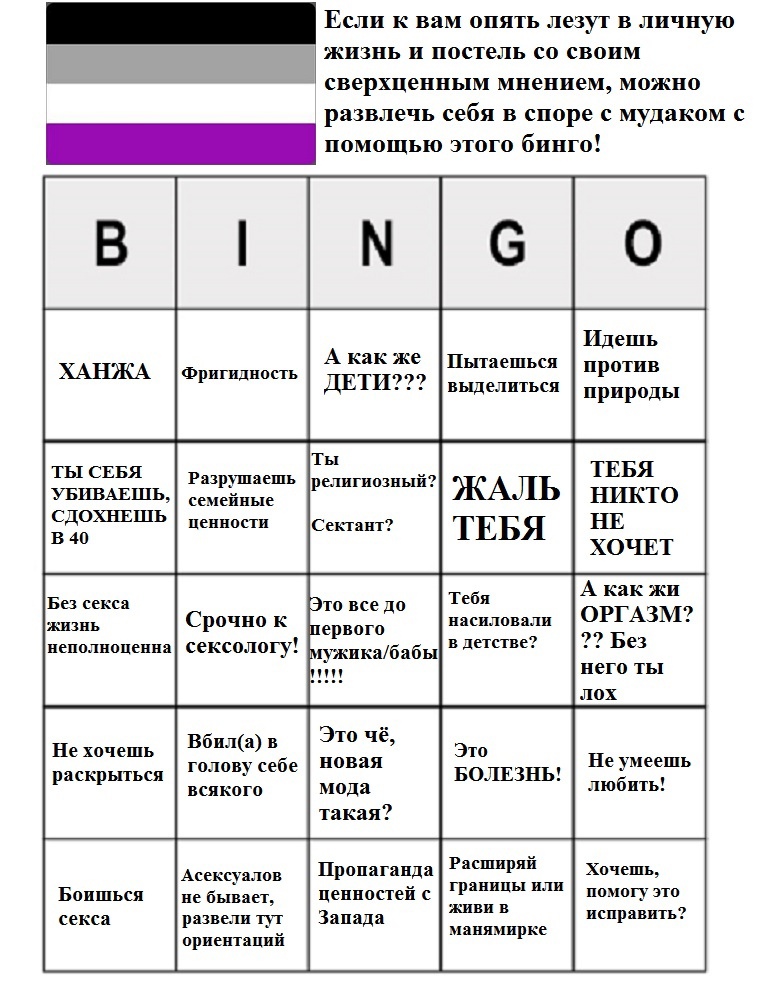 Если к вам опять лезут в личную
жизнь и постель со своим
сверхценным мнением, можно
развлечь себя в споре с мудаком с
помощью этого бинго!
B I N G O
ХАНЖА
Фригидность
А как же
ДЕТИ???
Пытаешься
выделиться
Идешь
против
природы
ТЫ СЕБЯ
УБИВАЕШЬ,
СДОХНЕШЬ
В 40
Разрушаешь
семейные
ценности
Ты
религиозный?
Сектант?
ЖАЛЬ
ТЕБЯ
ТЕБЯ
НИКТО
НЕ
ХОЧЕТ
Без секса
жизнь
неполноценна
Срочно к
сексологу!
Это все до
первого
мужика/бабы
!!!!!
Тебя
насиловали
в детстве?
А как жи
ОРГАЗМ?
?? Без
него ты
лох
Не хочешь
раскрыться
Вбил(а) в
голову себе
всякого
Это чё,
новая
мода
такая?
Это
БОЛЕЗНЬ!
Не умеешь
любить!
Боишься
секса
Асексуалов
не бывает,
развели тут
ориентаций
Пропаганда
ценностей с
Запада
Расширяй
границы или
живи в
манямирке
Хочешь,
помогу это
исправить?